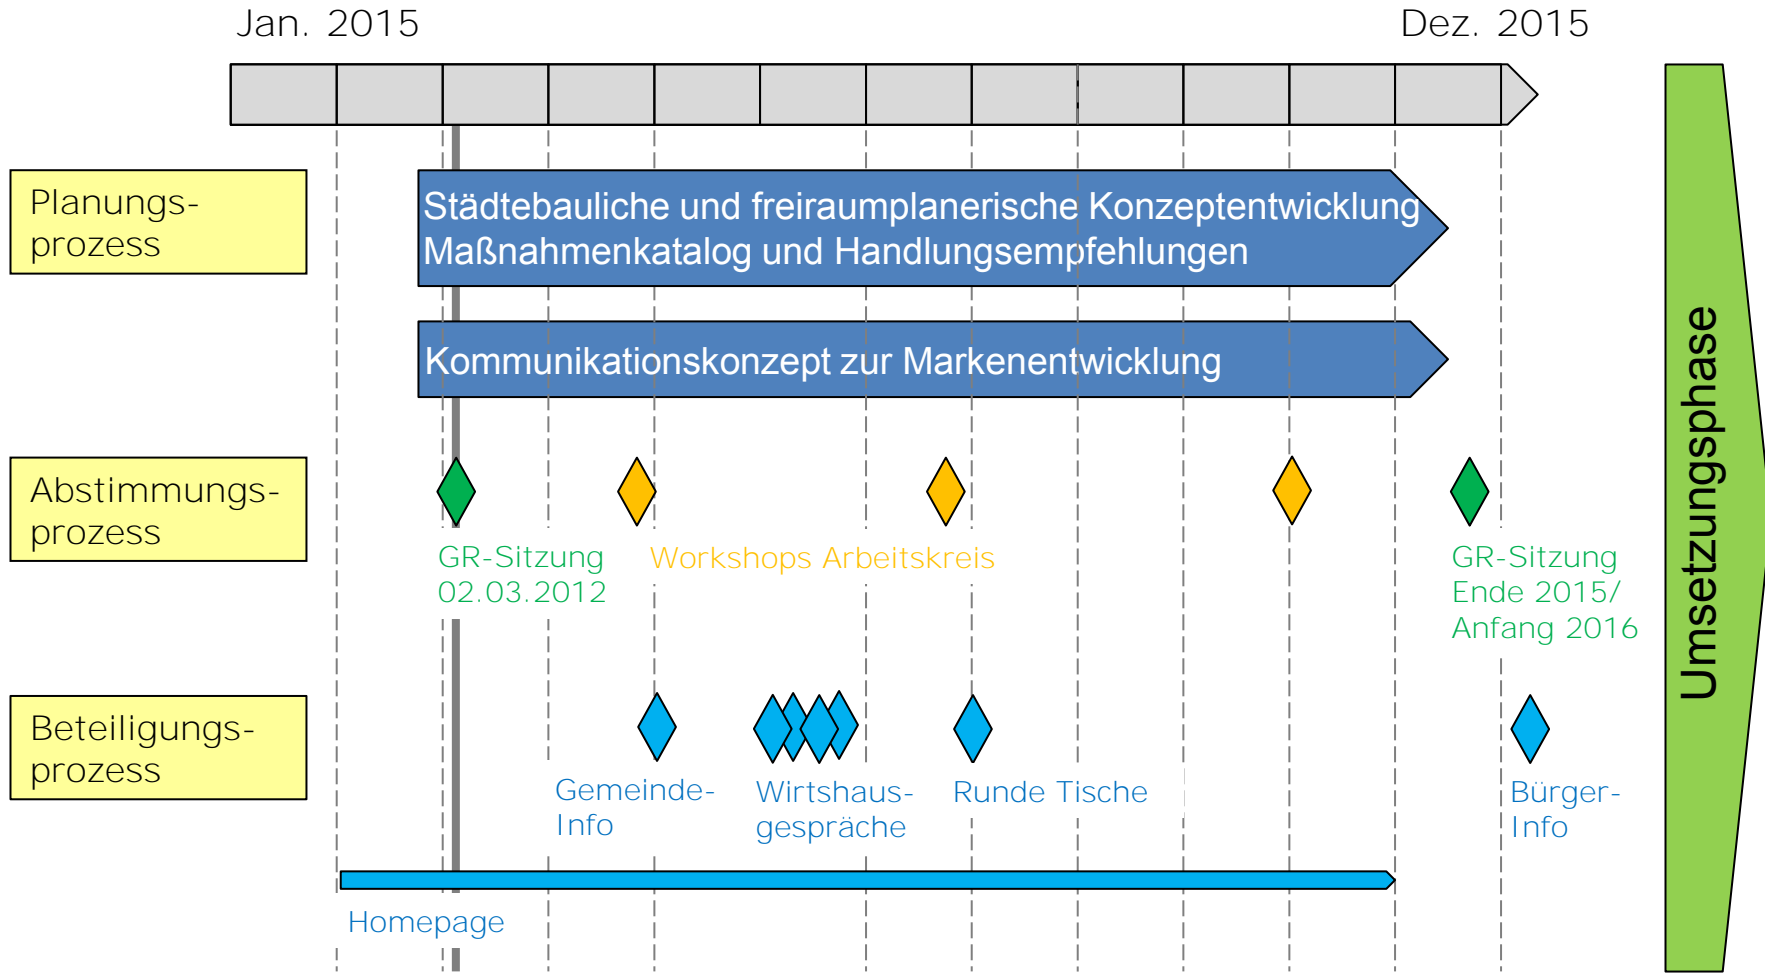 Jan. 2015
Dez. 2015
Planungs-
prozess
Städtebauliche und freiraumplanerische Konzeptentwicklung
Maßnahmenkatalog und Handlungsempfehlungen
Kommunikationskonzept zur Markenentwicklung
Abstimmungs-
prozess
GR-Sitzung
02.03.2012
Workshops Arbeitskreis
GR-Sitzung
Ende 2015/
Anfang 2016
Beteiligungs-
prozess
Gemeinde-
Info
Wirtshaus-
gespräche
Runde Tische
Bürger-
Info
Homepage
Umsetzungsphase